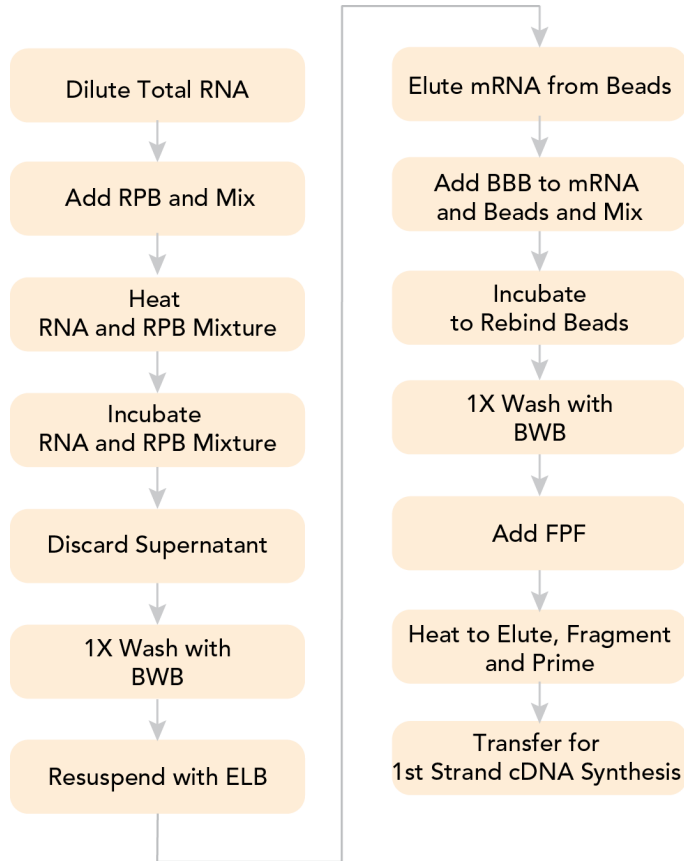 Dilute Total RNA
Add RPB and Mix
Heat
RNA and RPB Mixture
Incubate
RNA and RPB Mixture
Discard Supernatant
1X Wash with
BWB
Resuspend with ELB
Elute mRNA from Beads
Add BBB to mRNA
and Beads and Mix
Incubate
to Rebind Beads
1X Wash with
BWB
Add FPF
Heat to Elute, Fragment
and Prime
Transfer for
1st Strand cDNA Synthesis